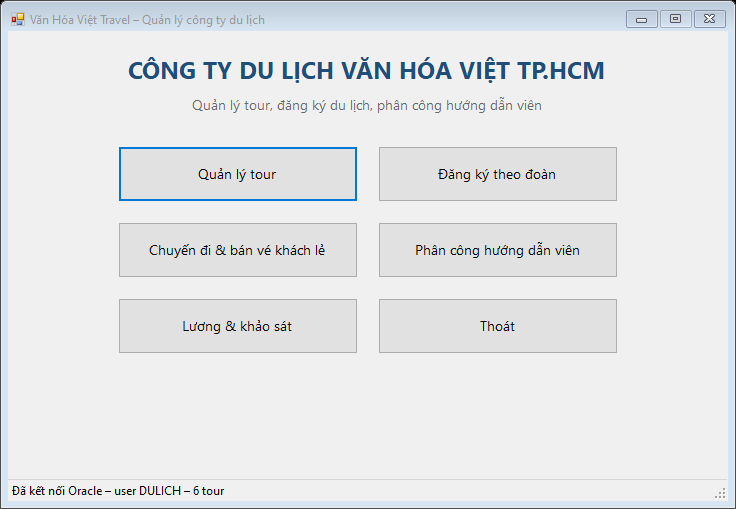 Văn Hóa Việt Travel – Quản lý công ty du lịch
CÔNG TY DU LỊCH VĂN HÓA VIỆT TP.HCM
Quản lý tour, đăng ký du lịch, phân công hướng dẫn viên
Quản lý tour
Đăng ký theo đoàn
Chuyến đi & bán vé khách lẻ
Phân công hướng dẫn viên
Lương & khảo sát
Thoát
Đã kết nối Oracle – user DULICH – 6 tour